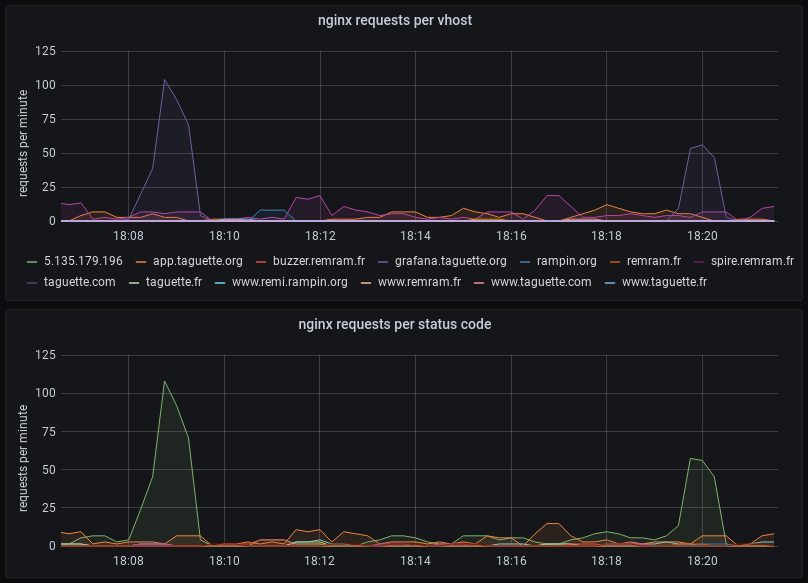 nginx requests per vhost
requests per minute
125
100
75
50
25
0
18:08 18:10 18:12 18:14 18:16 18:18 18:20
5.135.179.196 app.taguette.org buzzer.remram.fr grafana.taguette.org rampin.org remram.fr spire.remram.fr
taguette.com taguette.fr www.remi.rampin.org www.remram.fr www.taguette.com www.taguette.fr
nginx requests per status code
requests per minute
125
100
75
50
25
0
18:08 18:10 18:12 18:14 18:16 18:18 18:20